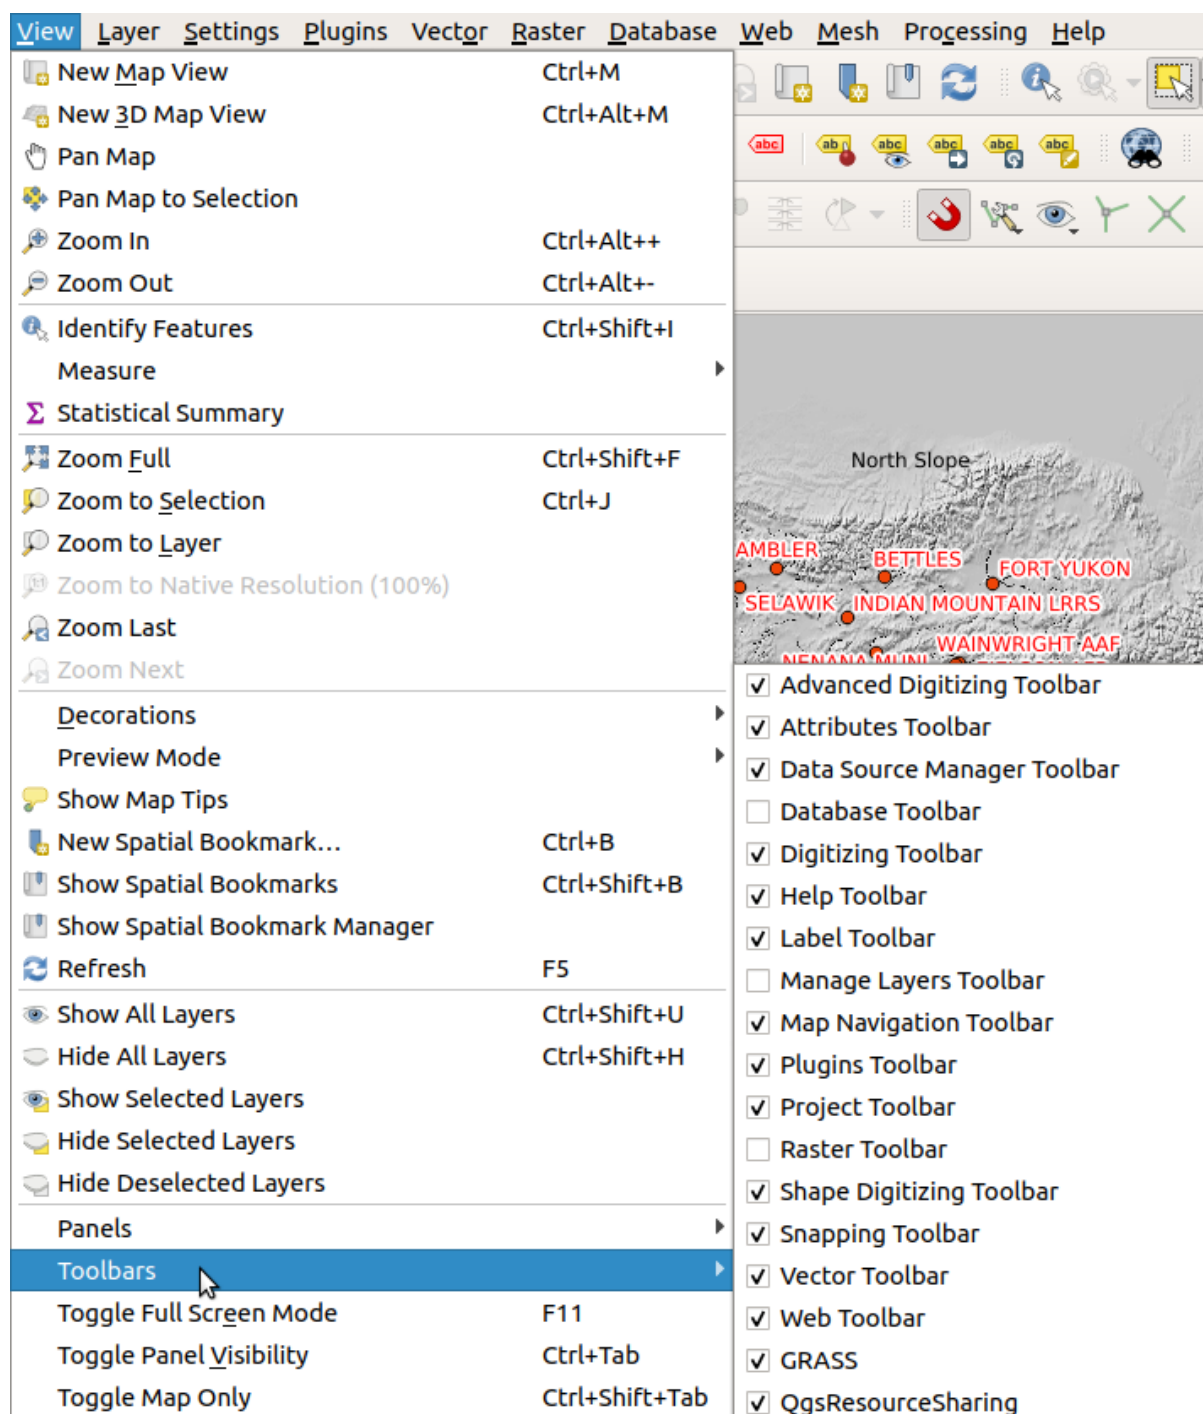 View Layer Settings Plugins Vector Raster Database Web Mesh Processing Help
New Map View Ctrl+M
New 3D Map View Ctrl+Alt+M
Pan Map
Pan Map to Selection
Zoom In Ctrl+Alt++
Zoom Out Ctrl+Alt+-
Identify Features Ctrl+Shift+I
Measure
Statistical Summary
Zoom Full Ctrl+Shift+F
Zoom to Selection Ctrl+J
Zoom to Layer
Zoom to Native Resolution (100%)
Zoom Last
Zoom Next
Decorations
Preview Mode
Show Map Tips
New Spatial Bookmark... Ctrl+B
Show Spatial Bookmarks Ctrl+Shift+B
Show Spatial Bookmark Manager
Refresh F5
Show All Layers Ctrl+Shift+U
Hide All Layers Ctrl+Shift+H
Show Selected Layers
Hide Selected Layers
Hide Deselected Layers
Panels
Toolbars
Toggle Full Screen Mode F11
Toggle Panel Visibility Ctrl+Tab
Toggle Map Only Ctrl+Shift+Tab
abc ab abc abc abc abc
North Slope
AMBLER
BETTLES
FORT YUKON
SELAWIK INDIAN MOUNTAIN LRRS
WAINWRIGHT AAF
NENANA MUNI
Advanced Digitizing Toolbar
Attributes Toolbar
Data Source Manager Toolbar
Database Toolbar
Digitizing Toolbar
Help Toolbar
Label Toolbar
Manage Layers Toolbar
Map Navigation Toolbar
Plugins Toolbar
Project Toolbar
Raster Toolbar
Shape Digitizing Toolbar
Snapping Toolbar
Vector Toolbar
Web Toolbar
GRASS
QgsResourceSharing